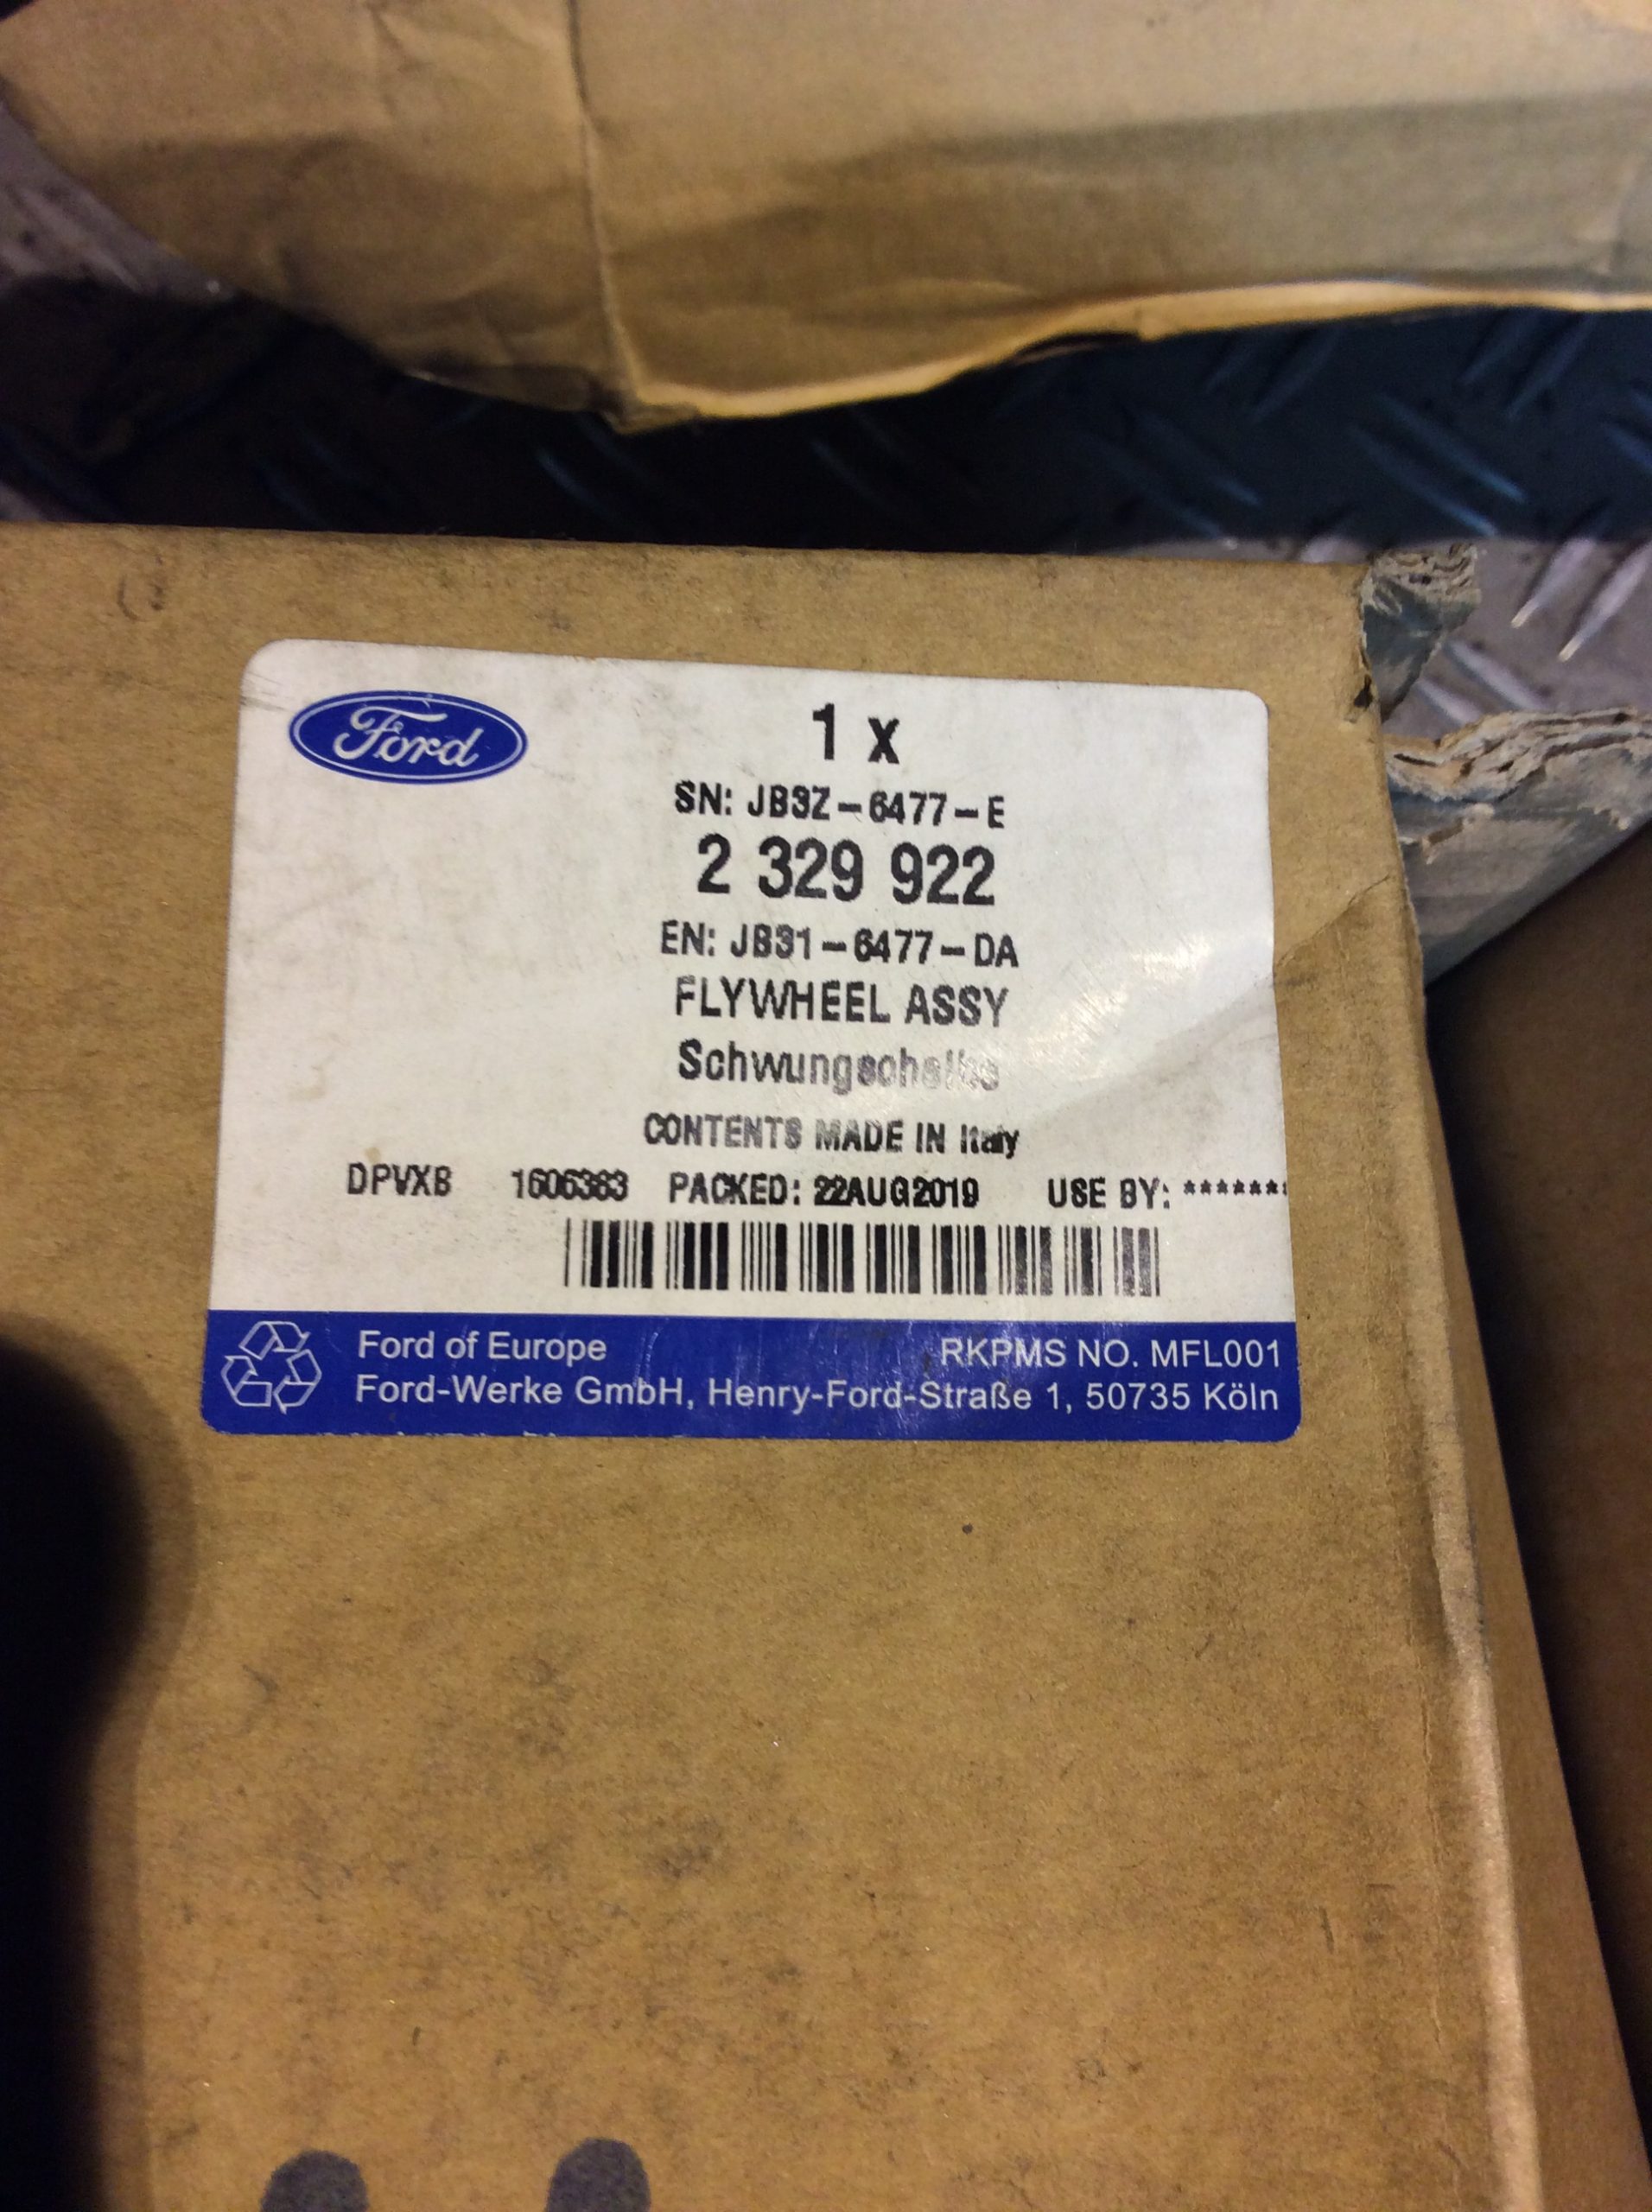 Ford
1 x
SN: JB3Z-6477-E
2 329 922
EN: JB31-6477-DA
FLYWHEEL ASSY
Schwungscheibe
CONTENTS MADE IN Italy
DPVXB 1606383 PACKED: 22AUG2019 USE BY: *******
Ford of Europe RKPMS NO. MFL001
Ford-Werke GmbH, Henry-Ford-Straße 1, 50735 Köln